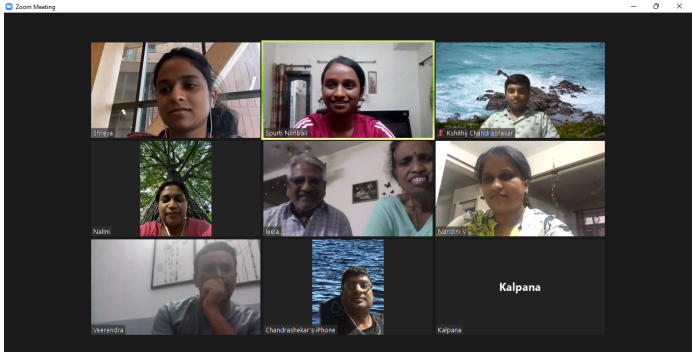 Zoom Meeting
Shreya
Spurti Nimbali
Kshithij Chandrashekar
Nalini
leela
Nandini V
Veerendra
Chandrashekar's iPhone
Kalpana
Kalpana